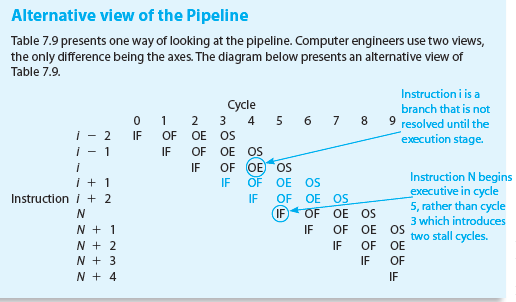 Alternative view of the Pipeline
Table 7.9 presents one way of looking at the pipeline. Computer engineers use two views,
the only difference being the axes. The diagram below presents an alternative view of
Table 7.9.
Instruction i is a
branch that is not
resolved until the
execution stage.
Cycle
0 1 2 3 4 5 6 7 8 9
i − 2 IF OF OE OS
i − 1 IF OF OE OS
i IF OF OE OS
i + 1 IF OF OE OS
Instruction i + 2 IF OF OE OS
N IF OF OE OS
N + 1 IF OF OE OS
N + 2 IF OF OE
N + 3 IF OF
N + 4 IF
Instruction N begins
executive in cycle
5, rather than cycle
3 which introduces
two stall cycles.